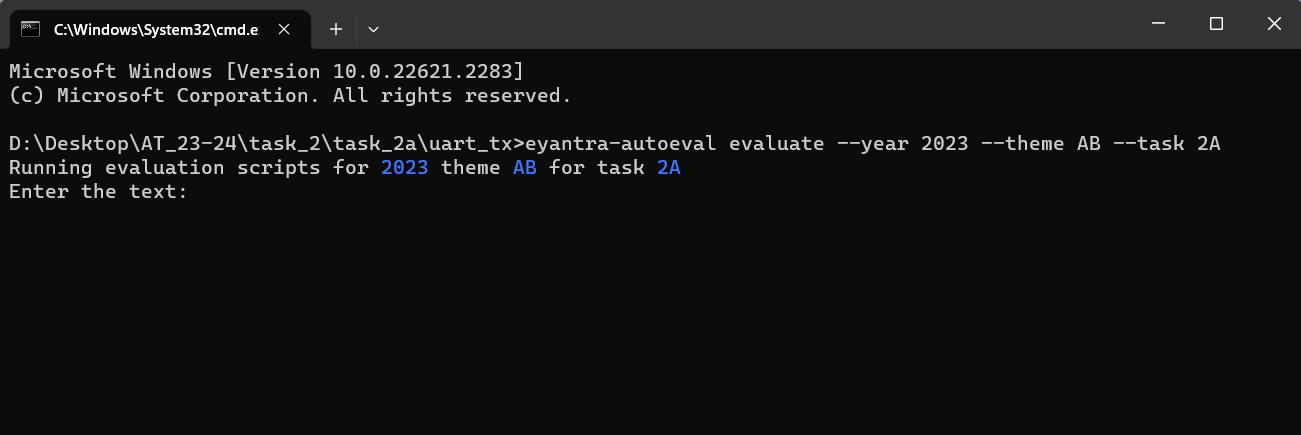 C:\Windows\System32\cmd.e
Microsoft Windows [Version 10.0.22621.2283]
(c) Microsoft Corporation. All rights reserved.
D:\Desktop\AT_23-24\task_2\task_2a\uart_tx>eyantra-autoeval evaluate --year 2023 --theme AB --task 2A
Running evaluation scripts for 2023 theme AB for task 2A
Enter the text: